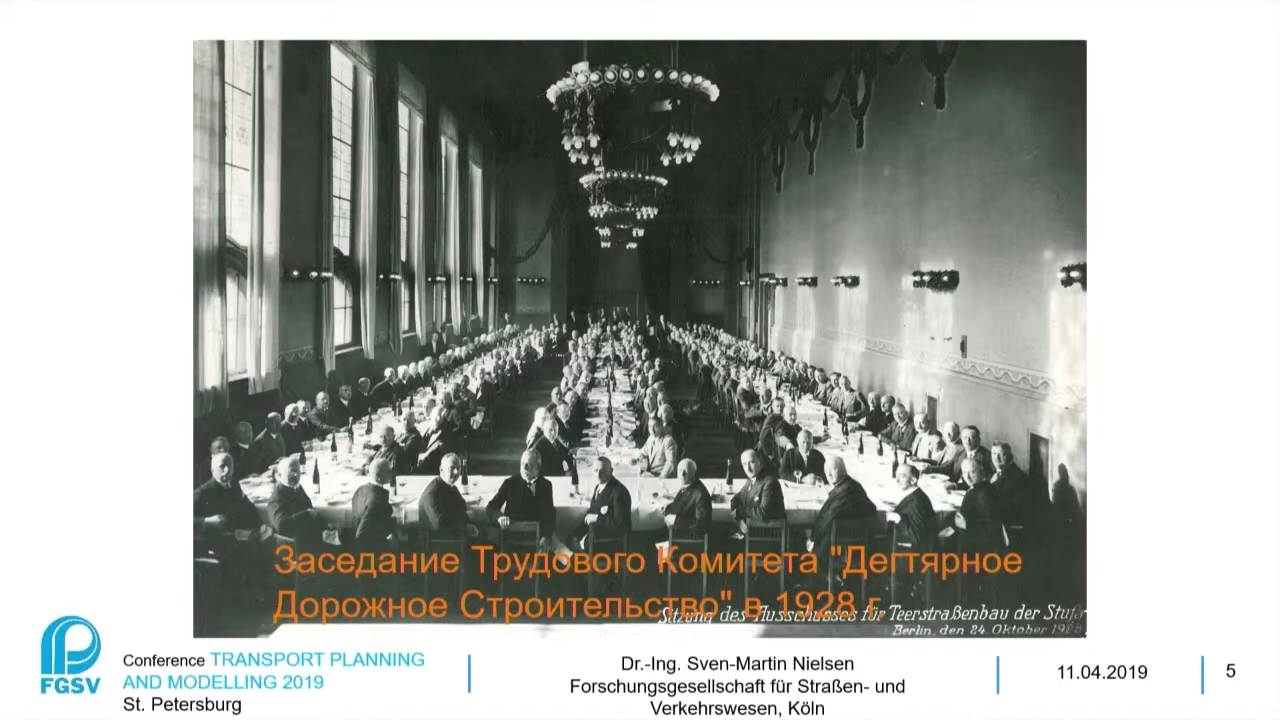 Заседание Трудового Комитета "Дегтярное
Дорожное Строительство" в 1928 г.
Sitzung des Ausschusses für Teerstraßenbau der Stufa
Berlin, den 24. Oktober 1928
FGSV
Conference TRANSPORT PLANNING
AND MODELLING 2019
St. Petersburg
Dr.-Ing. Sven-Martin Nielsen
Forschungsgesellschaft für Straßen- und
Verkehrswesen, Köln
11.04.2019
5